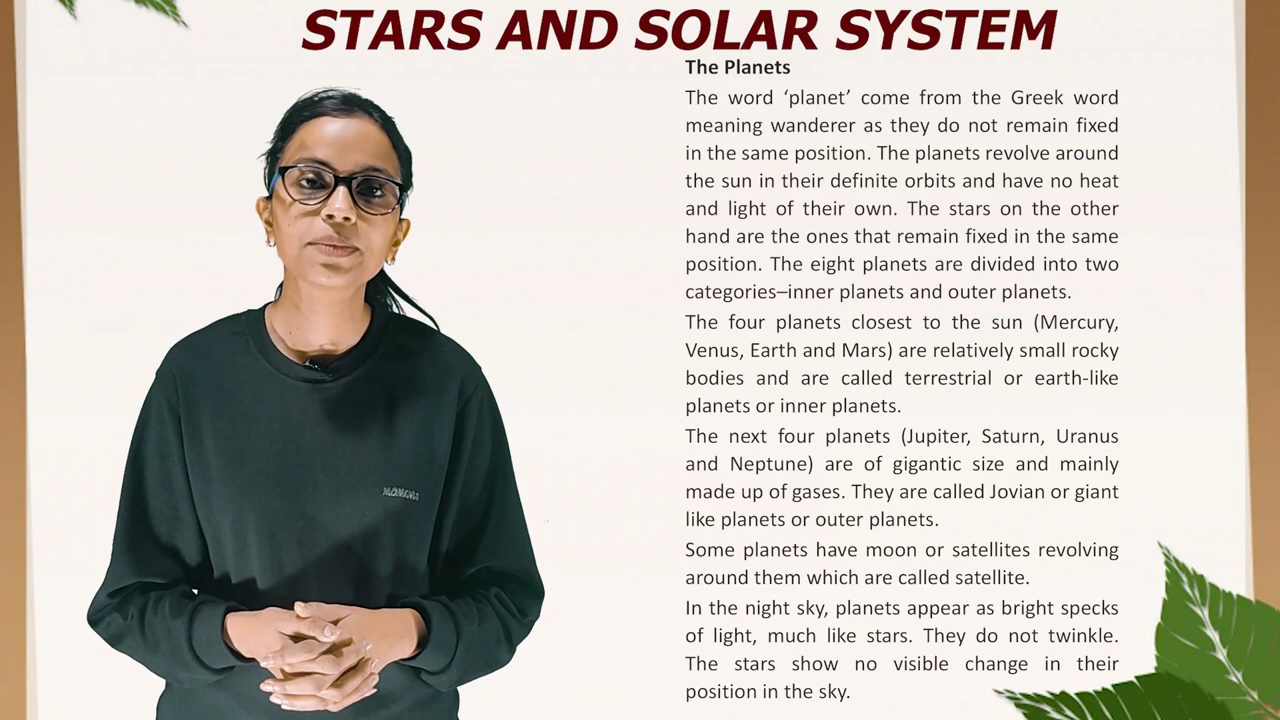 STARS AND SOLAR SYSTEM
The Planets
The word ‘planet’ come from the Greek word
meaning wanderer as they do not remain fixed
in the same position. The planets revolve around
the sun in their definite orbits and have no heat
and light of their own. The stars on the other
hand are the ones that remain fixed in the same
position. The eight planets are divided into two
categories–inner planets and outer planets.
The four planets closest to the sun (Mercury,
Venus, Earth and Mars) are relatively small rocky
bodies and are called terrestrial or earth-like
planets or inner planets.
The next four planets (Jupiter, Saturn, Uranus
and Neptune) are of gigantic size and mainly
made up of gases. They are called Jovian or giant
like planets or outer planets.
Some planets have moon or satellites revolving
around them which are called satellite.
In the night sky, planets appear as bright specks
of light, much like stars. They do not twinkle.
The stars show no visible change in their
position in the sky.